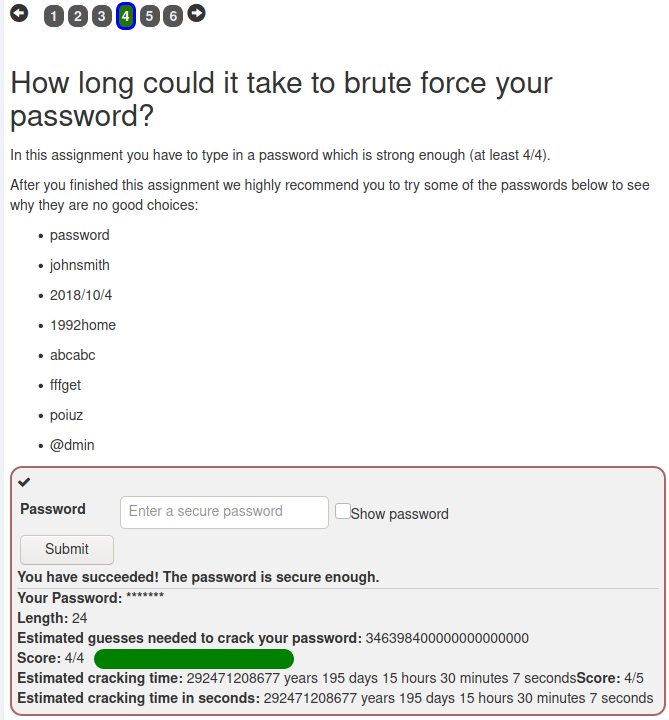 1 2 3 4 5 6
How long could it take to brute force your
password?
In this assignment you have to type in a password which is strong enough (at least 4/4).
After you finished this assignment we highly recommend you to try some of the passwords below to see
why they are no good choices:
• password
• johnsmith
• 2018/10/4
• 1992home
• abcabc
• fffget
• poiuz
• @dmin
Password Enter a secure password Show password
Submit
You have succeeded! The password is secure enough.
Your Password: *******
Length: 24
Estimated guesses needed to crack your password: 346398400000000000000
Score: 4/4
Estimated cracking time: 292471208677 years 195 days 15 hours 30 minutes 7 secondsScore: 4/5
Estimated cracking time in seconds: 292471208677 years 195 days 15 hours 30 minutes 7 seconds